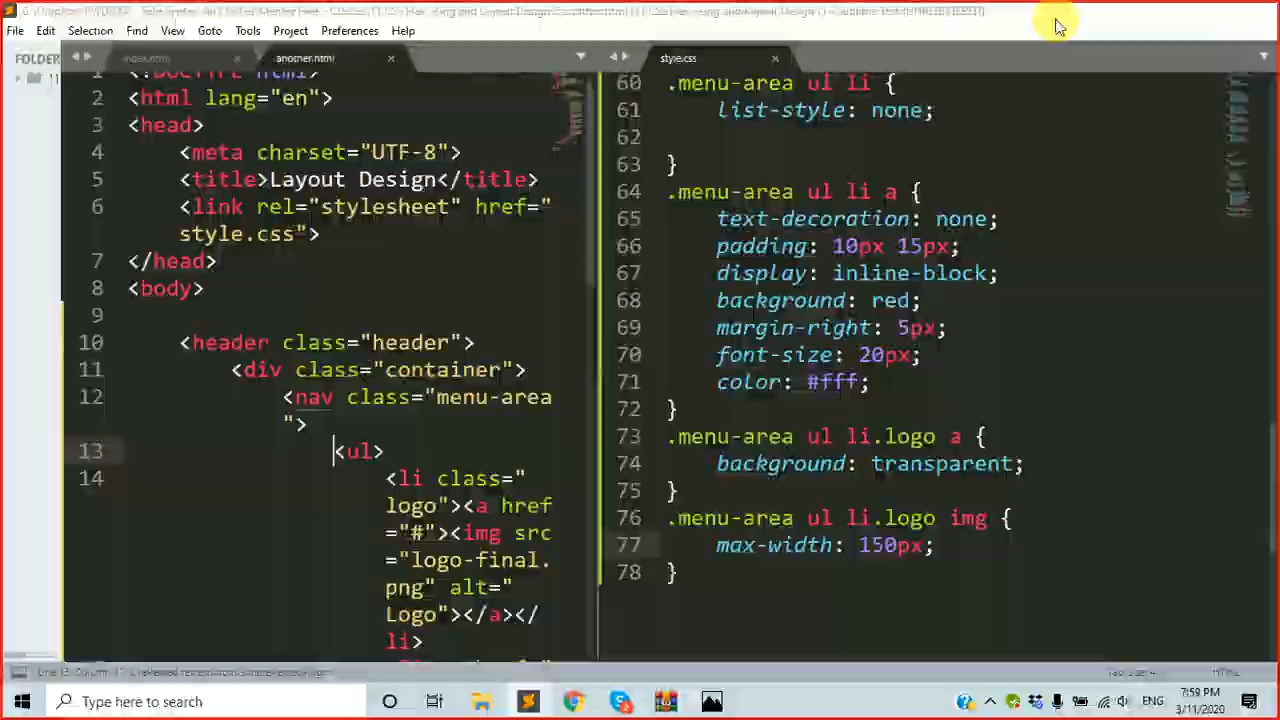 File Edit Selection Find View Goto Tools Project Preferences Help
FOLDER
index.html
another.html
style.css
1 <!DOCTYPE html>
2 <html lang="en">
3 <head>
4 <meta charset="UTF-8">
5 <title>Layout Design</title>
6 <link rel="stylesheet" href="
style.css">
7 </head>
8 <body>
9
10 <header class="header">
11 <div class="container">
12 <nav class="menu-area
">
13 <ul>
14 <li class="
logo"><a href
="#"><img src
="logo-final.
png" alt="
Logo"></a></
li>
60 .menu-area ul li {
61 list-style: none;
62
63 }
64 .menu-area ul li a {
65 text-decoration: none;
66 padding: 10px 15px;
67 display: inline-block;
68 background: red;
69 margin-right: 5px;
70 font-size: 20px;
71 color: #fff;
72 }
73 .menu-area ul li.logo a {
74 background: transparent;
75 }
76 .menu-area ul li.logo img {
77 max-width: 150px;
78 }
Type here to search
ENG
7:59 PM
3/11/2020